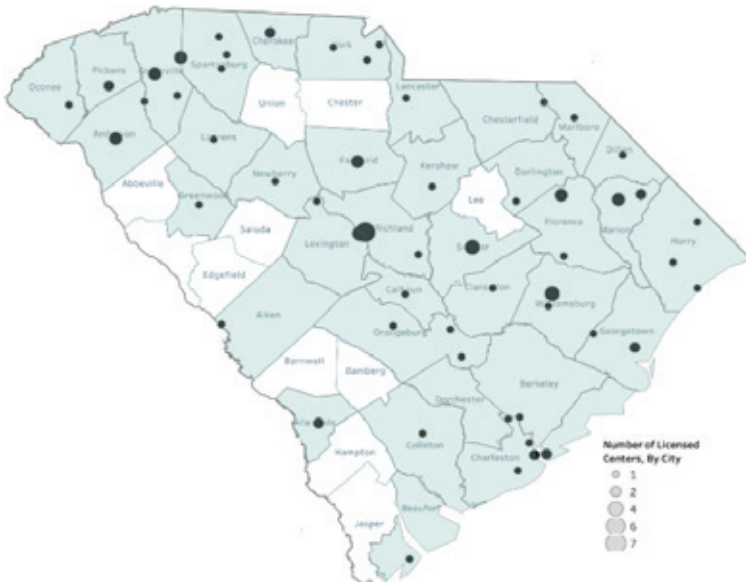 Cherokee
York
Oconee
Pickens
Spartanburg
Lancaster
Union
Chester
Chesterfield
Marlboro
Anderson
Laurens
Fairfield
Kershaw
Darlington
Dillon
Abbeville
Greenwood
Newberry
Lee
Florence
Marion
Saluda
Lexington
Richland
Horry
Edgefield
Calhoun
Clarendon
Williamsburg
Aiken
Orangeburg
Georgetown
Barnwell
Bamberg
Berkeley
Dorchester
Colleton
Charleston
Hampton
Jasper
Beaufort
Number of Licensed
Centers, By City
1
2
4
6
7